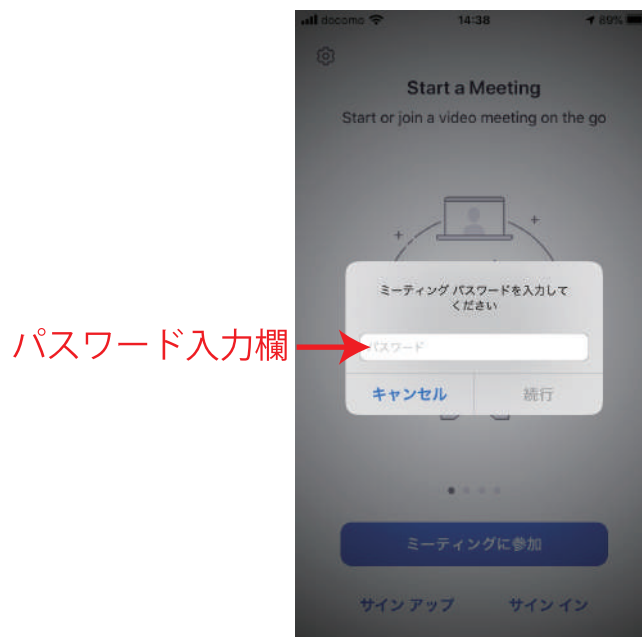 docomo 14:38 89%
Start a Meeting
Start or join a video meeting on the go
ミーティング パスワードを入力して
ください
パスワード入力欄
パスワード
キャンセル 続行
ミーティングに参加
サイン アップ サイン イン